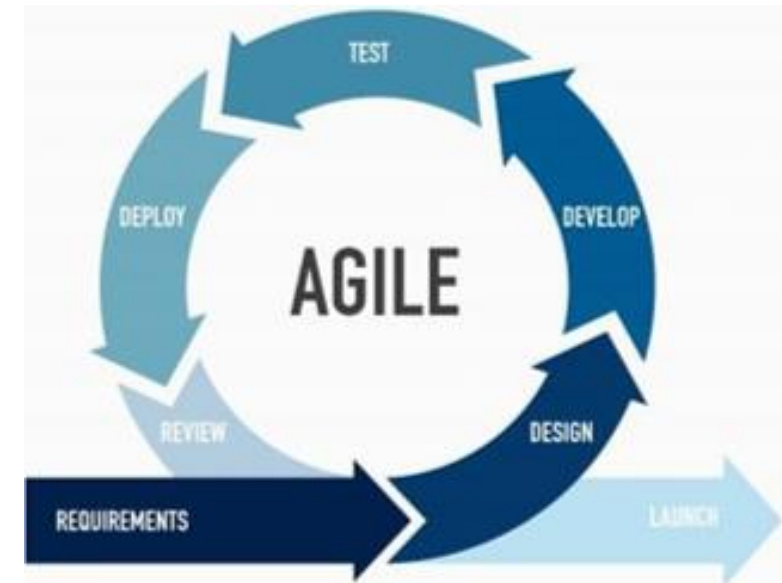 TEST
DEPLOY
DEVELOP
AGILE
REVIEW
DESIGN
REQUIREMENTS
LAUNCH